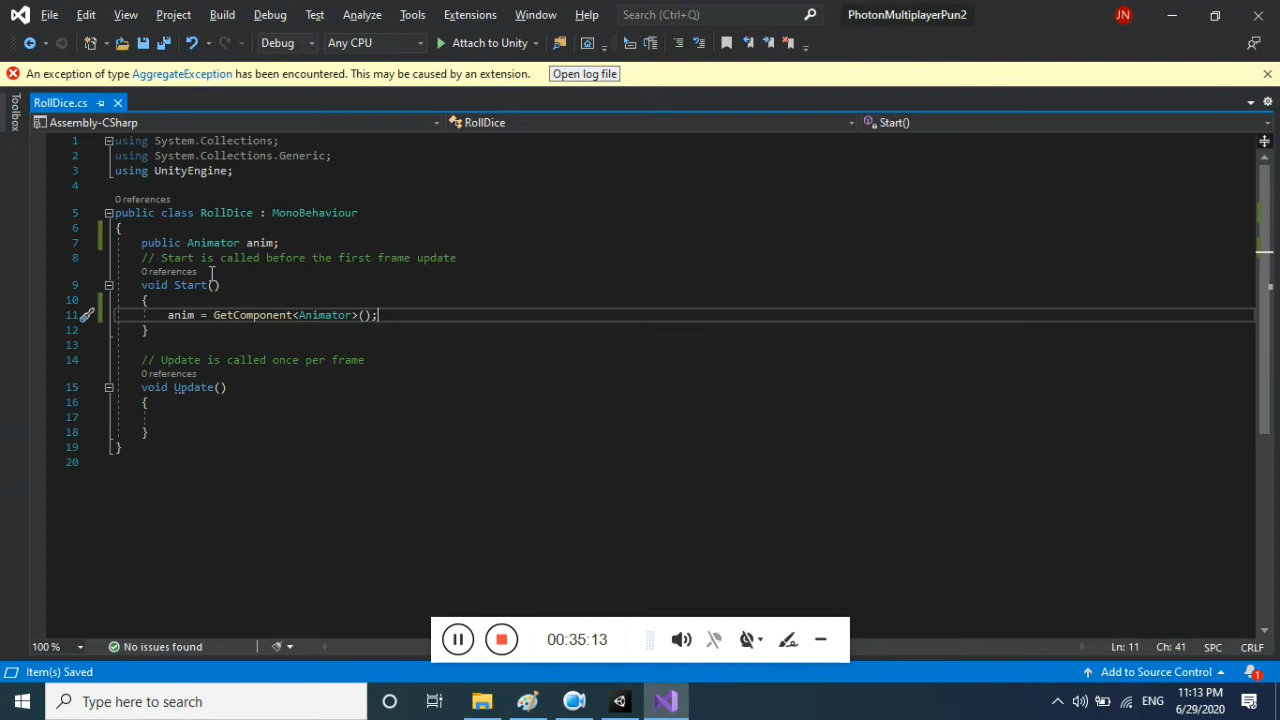 File Edit View Project Build Debug Test Analyze Tools Extensions Window Help Search (Ctrl+Q) PhotonMultiplayerPun2 JN
Debug Any CPU Attach to Unity
An exception of type AggregateException has been encountered. This may be caused by an extension. Open log file
RollDice.cs
Toolbox
Assembly-CSharp RollDice Start()
1 using System.Collections;
2 using System.Collections.Generic;
3 using UnityEngine;
4
0 references
5 public class RollDice : MonoBehaviour
6 {
7 public Animator anim;
8 // Start is called before the first frame update
0 references
9 void Start()
10 {
11 anim = GetComponent<Animator>();
12 }
13
14 // Update is called once per frame
0 references
15 void Update()
16 {
17
18 }
19 }
20
00:35:13
100 % No issues found Ln: 11 Ch: 41 SPC CRLF
Item(s) Saved Add to Source Control 1
Type here to search ENG 11:13 PM
6/29/2020